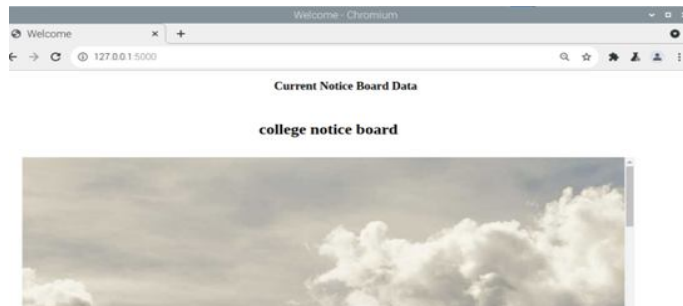 Welcome - Chromium
Welcome
127.0.0.1:5000
Current Notice Board Data
college notice board